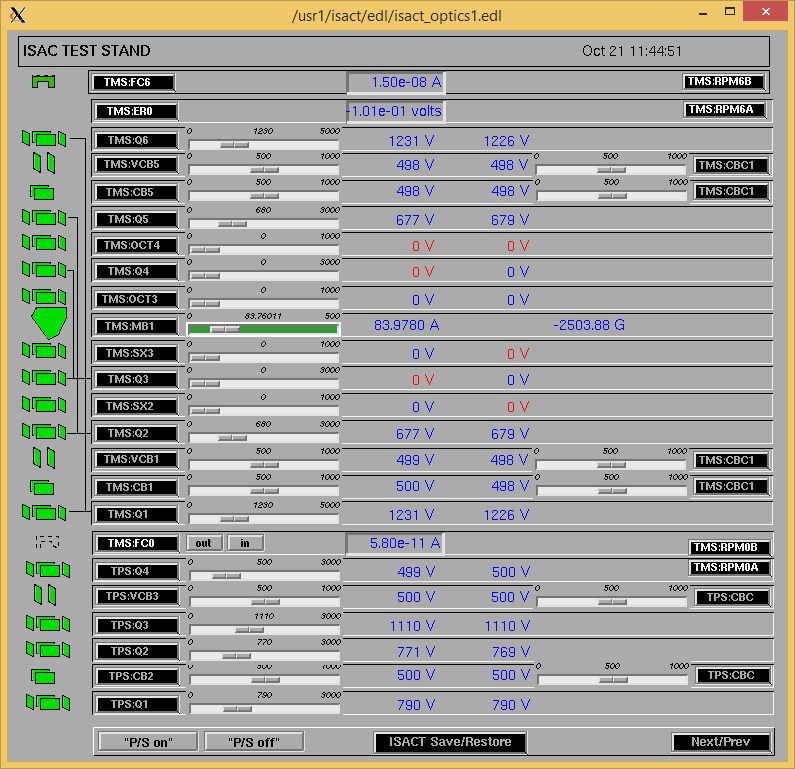 /usr1/isact/edl/isact_optics1.edl
ISAC TEST STAND Oct 21 11:44:51
TMS:FC6 1.50e-08 A TMS:RPM6B
TMS:ER0 -1.01e-01 volts TMS:RPM6A
TMS:Q6 0 1230 5000 1231 V 1226 V
TMS:VCB5 0 500 1000 498 V 498 V 0 500 1000 TMS:CBC1
TMS:CB5 0 500 1000 498 V 498 V 0 500 1000 TMS:CBC1
TMS:Q5 0 680 3000 677 V 679 V
TMS:OCT4 0 0 1000 0 V 0 V
TMS:Q4 0 0 3000 0 V 0 V
TMS:OCT3 0 0 1000 0 V 0 V
TMS:MB1 0 83.76011 500 83.9780 A -2503.88 G
TMS:SX3 0 0 1000 0 V 0 V
TMS:Q3 0 0 3000 0 V 0 V
TMS:SX2 0 0 1000 0 V 0 V
TMS:Q2 0 680 3000 677 V 679 V
TMS:VCB1 0 500 1000 499 V 498 V 0 500 1000 TMS:CBC1
TMS:CB1 0 500 1000 500 V 498 V 0 500 1000 TMS:CBC1
TMS:Q1 0 1230 5000 1231 V 1226 V
TMS:FC0 out in 5.80e-11 A TMS:RPM0B
TPS:Q4 0 500 3000 499 V 500 V TMS:RPM0A
TPS:VCB3 0 500 1000 500 V 500 V 0 500 1000 TPS:CBC
TPS:Q3 0 1110 3000 1110 V 1110 V
TPS:Q2 0 770 3000 771 V 769 V
TPS:CB2 0 500 1000 500 V 500 V 0 500 1000 TPS:CBC
TPS:Q1 0 790 3000 790 V 790 V
"P/S on" "P/S off" ISACT Save/Restore Next/Prev